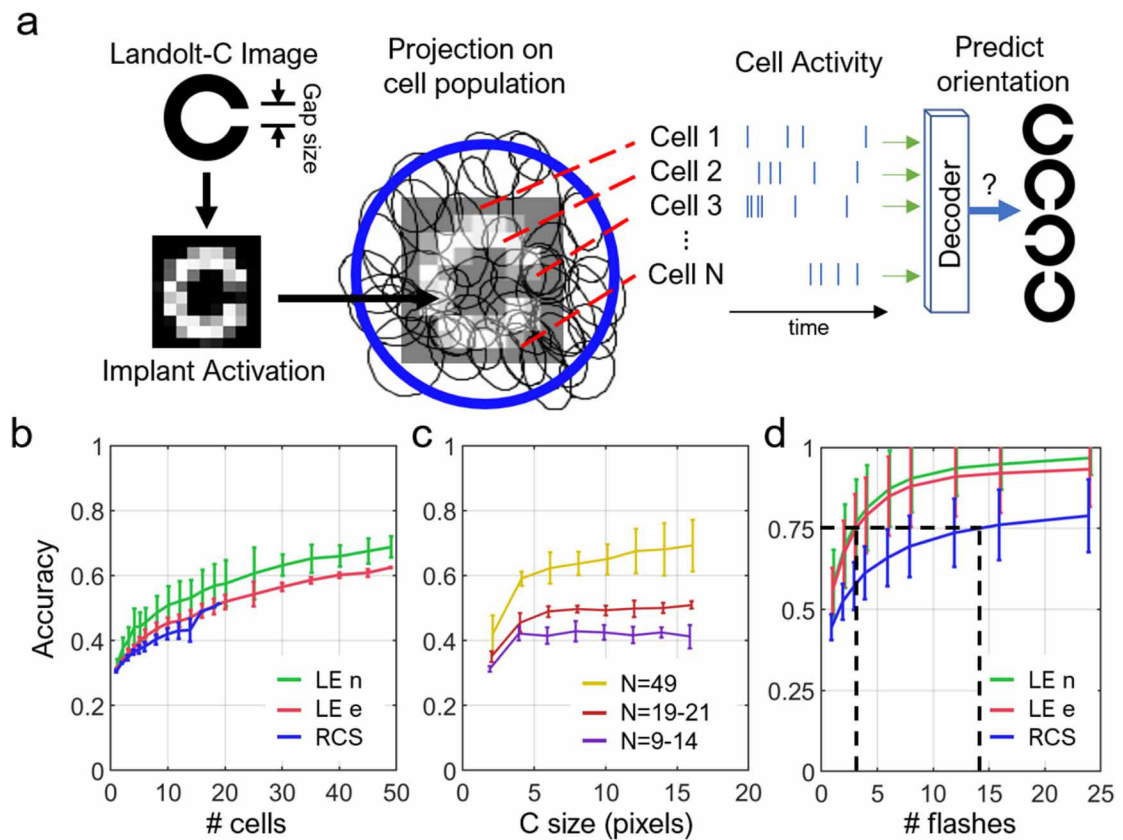 a
Landolt-C Image
Gap size
Implant Activation
Projection on
cell population
Cell Activity
Cell 1
Cell 2
Cell 3
⋮
Cell N
time
Decoder
?
Predict
orientation
b
Accuracy
1
0.8
0.6
0.4
0.2
0
0 10 20 30 40 50
# cells
LE n
LE e
RCS
c
1
0.8
0.6
0.4
0.2
0
0 5 10 15 20
C size (pixels)
N=49
N=19-21
N=9-14
d
1
0.75
0.5
0.25
0
0 5 10 15 20 25
# flashes
LE n
LE e
RCS